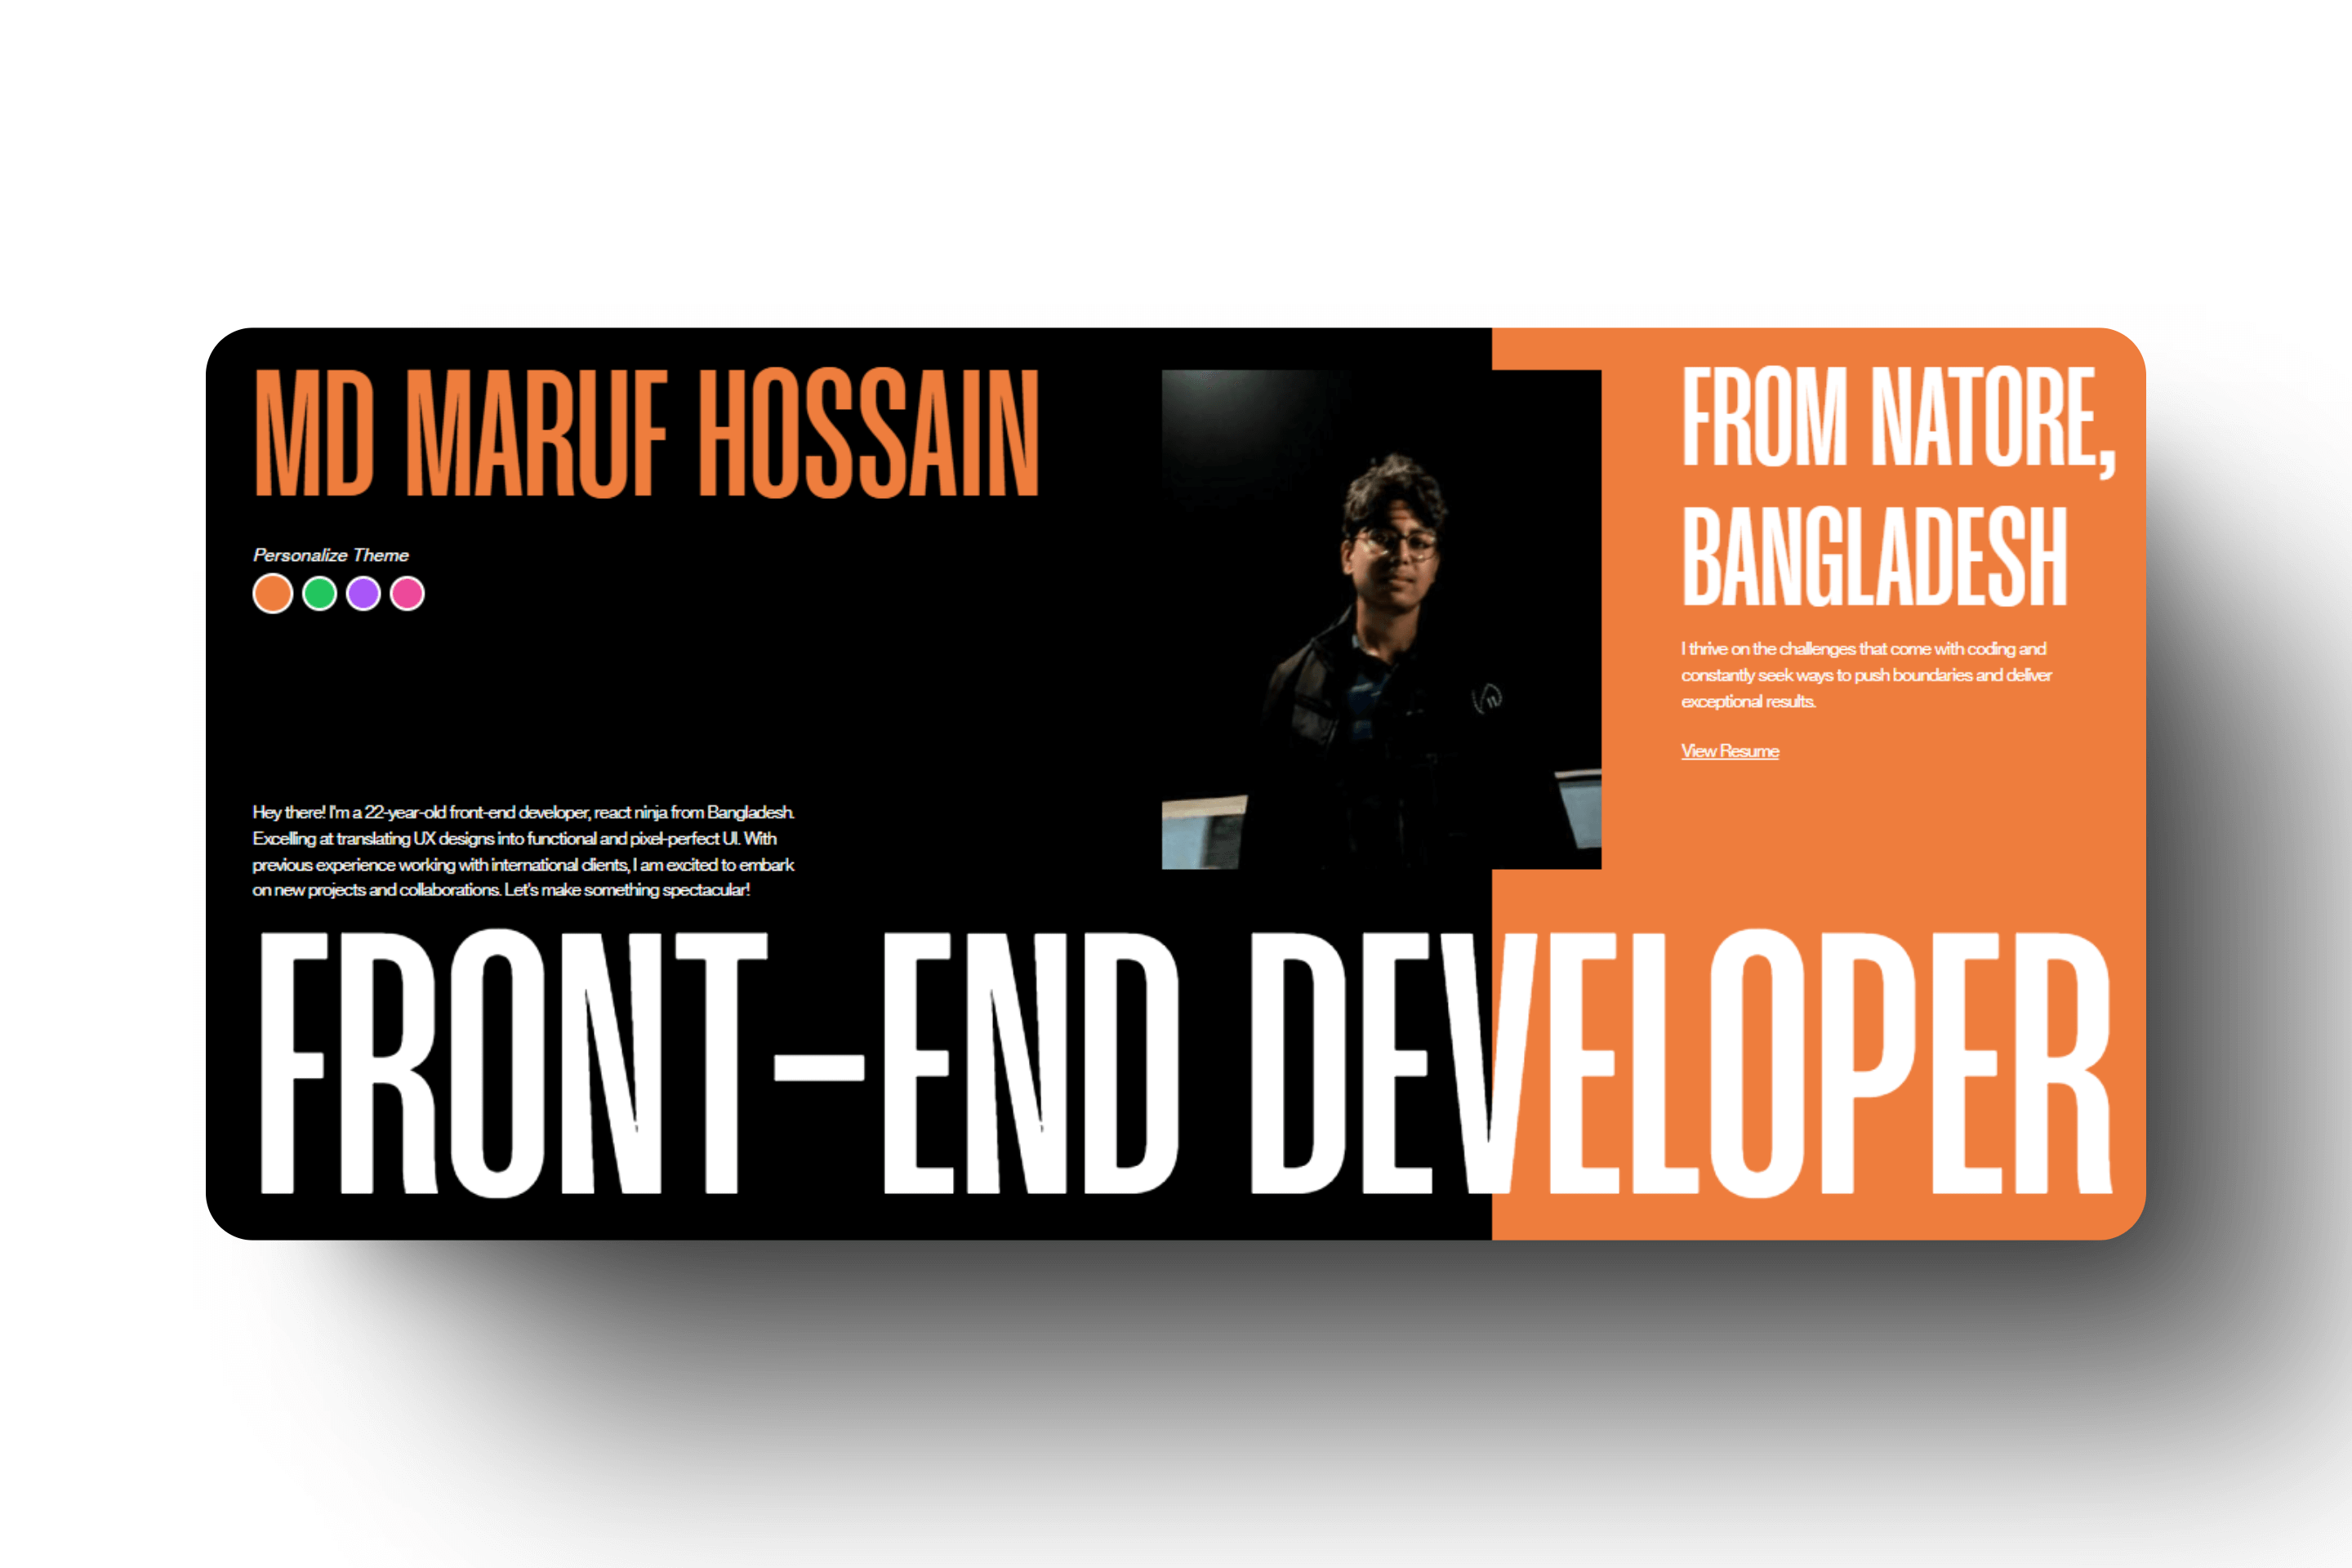 MD MARUF HOSSAIN
Personalize Theme
Hey there! I'm a 22-year-old front-end developer, react ninja from Bangladesh.
Excelling at translating UX designs into functional and pixel-perfect UI. With
previous experience working with international clients, I am excited to embark
on new projects and collaborations. Let's make something spectacular!
FROM NATORE,
BANGLADESH
I thrive on the challenges that come with coding and
constantly seek ways to push boundaries and deliver
exceptional results.
View Resume
FRONT-END DEVELOPER